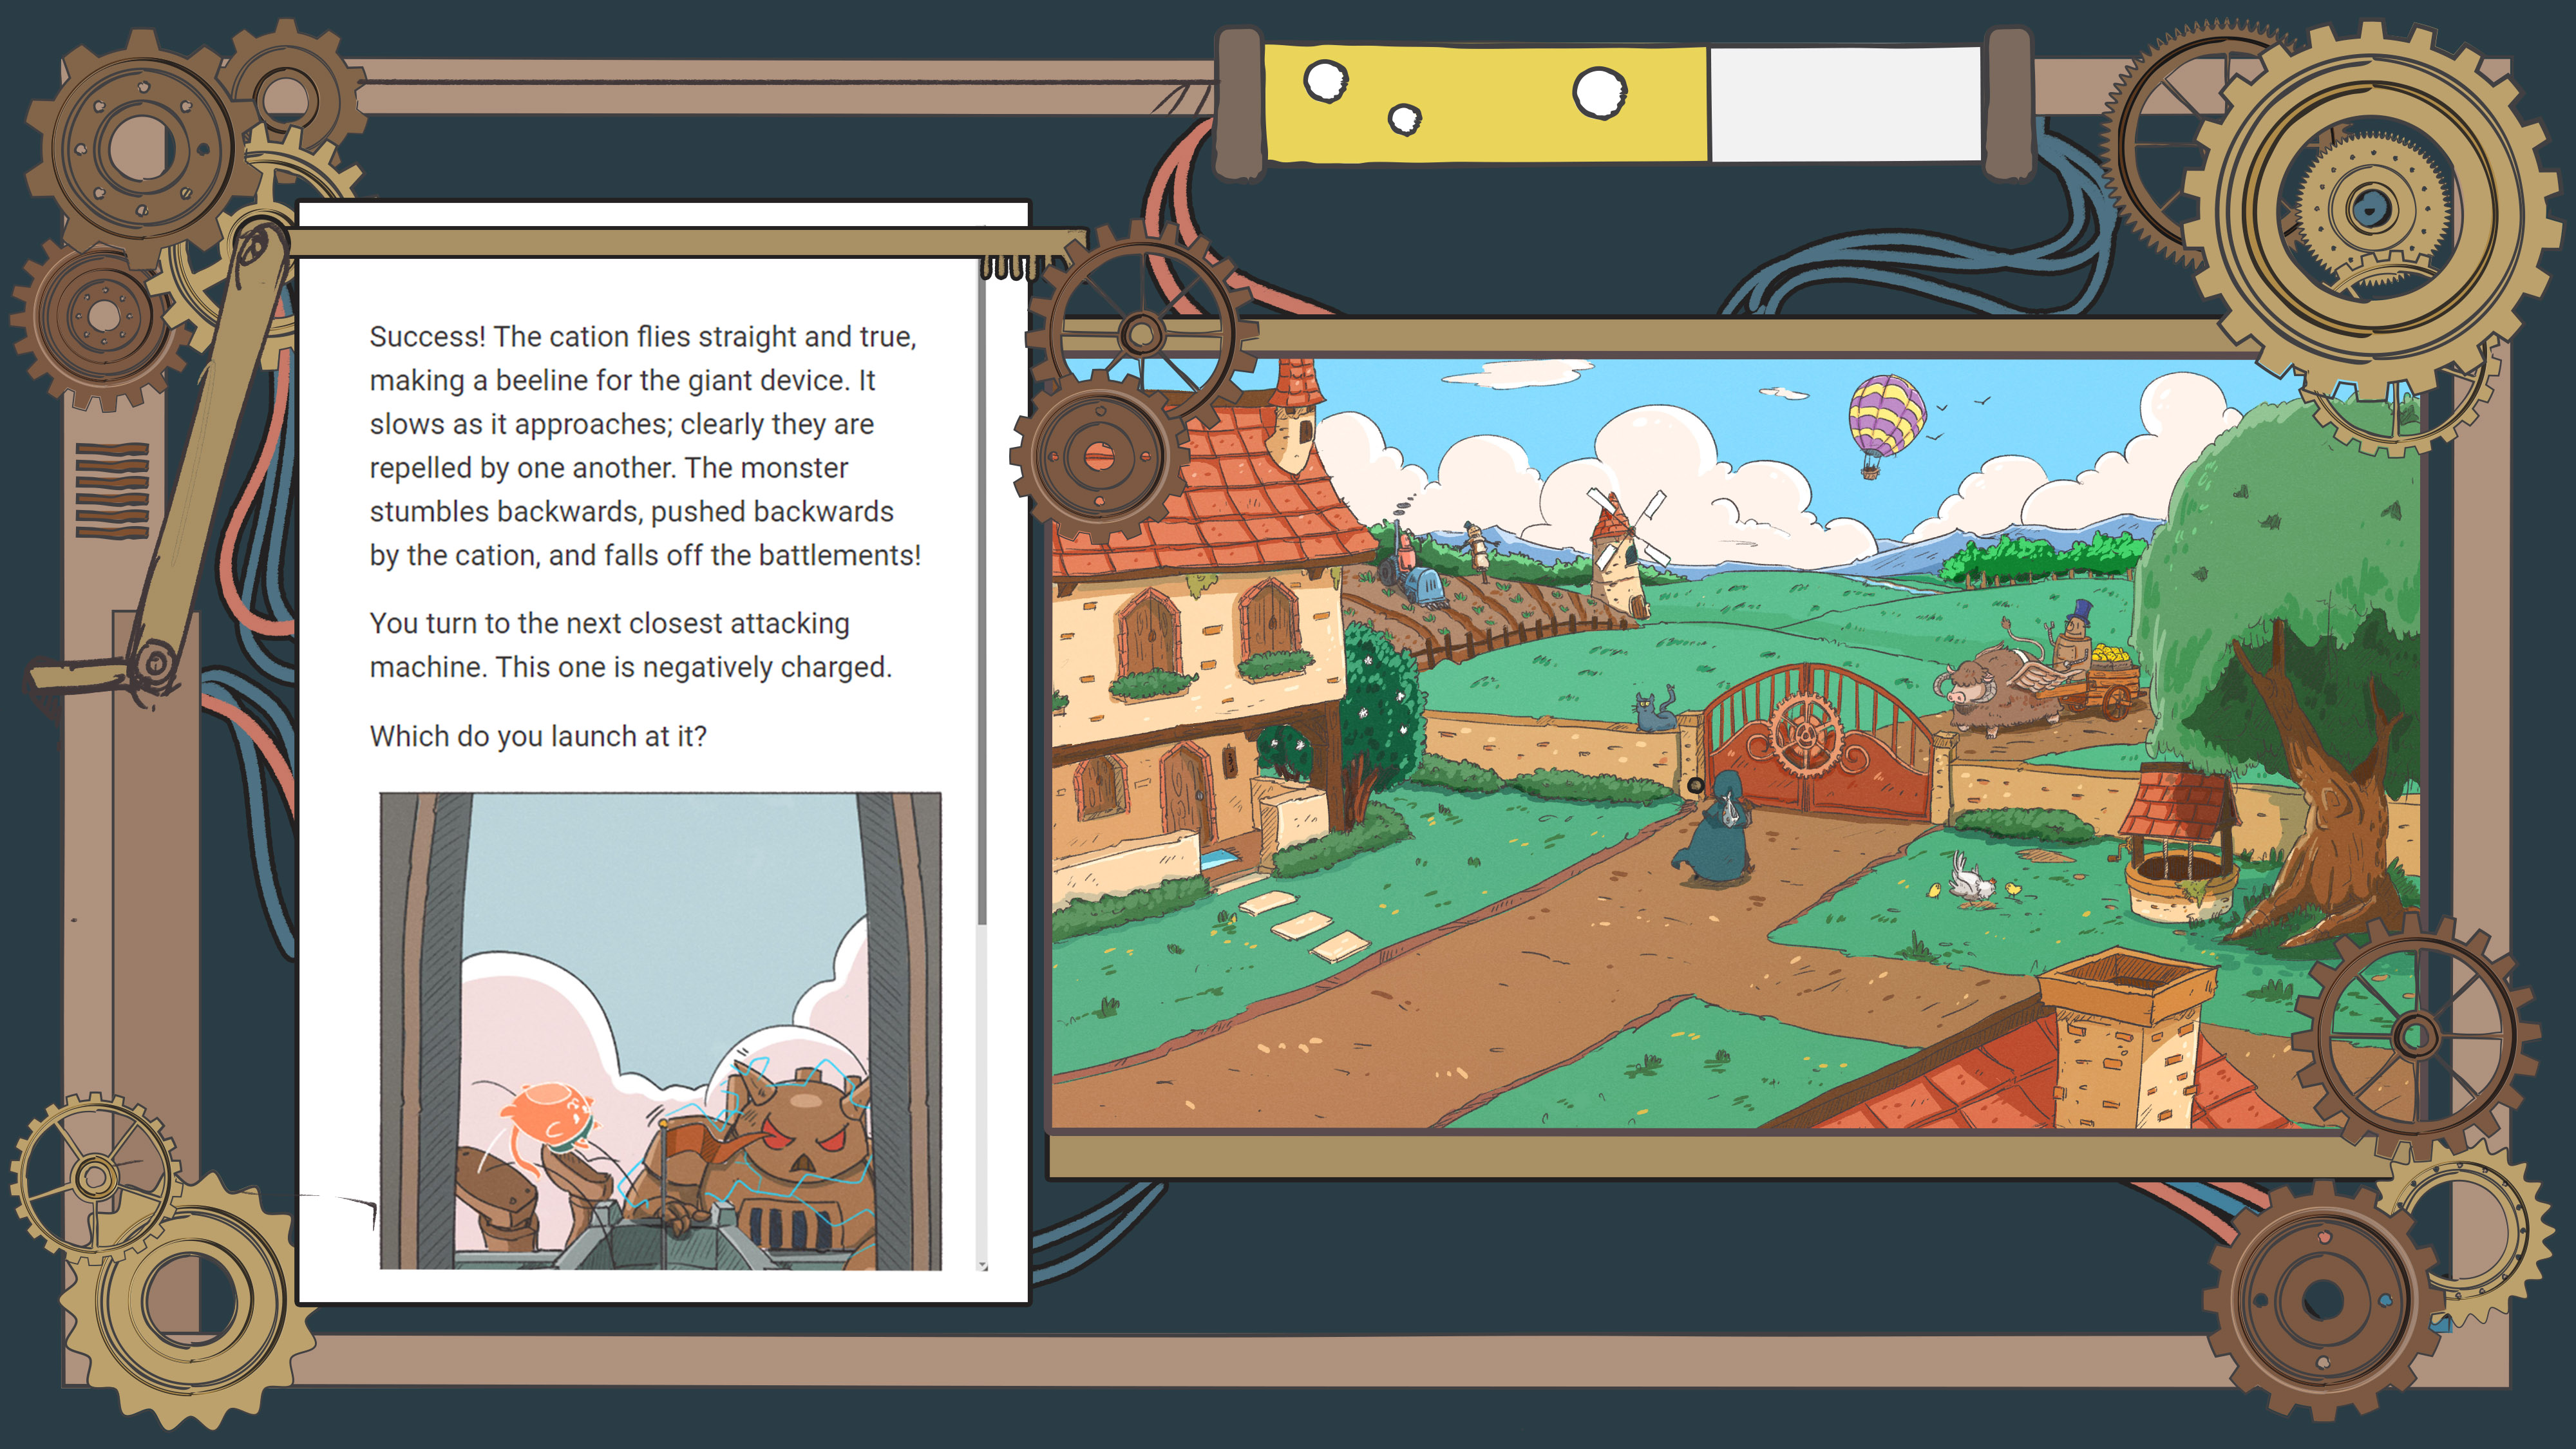 Success! The cation flies straight and true,
making a beeline for the giant device. It
slows as it approaches; clearly they are
repelled by one another. The monster
stumbles backwards, pushed backwards
by the cation, and falls off the battlements!
You turn to the next closest attacking
machine. This one is negatively charged.
Which do you launch at it?